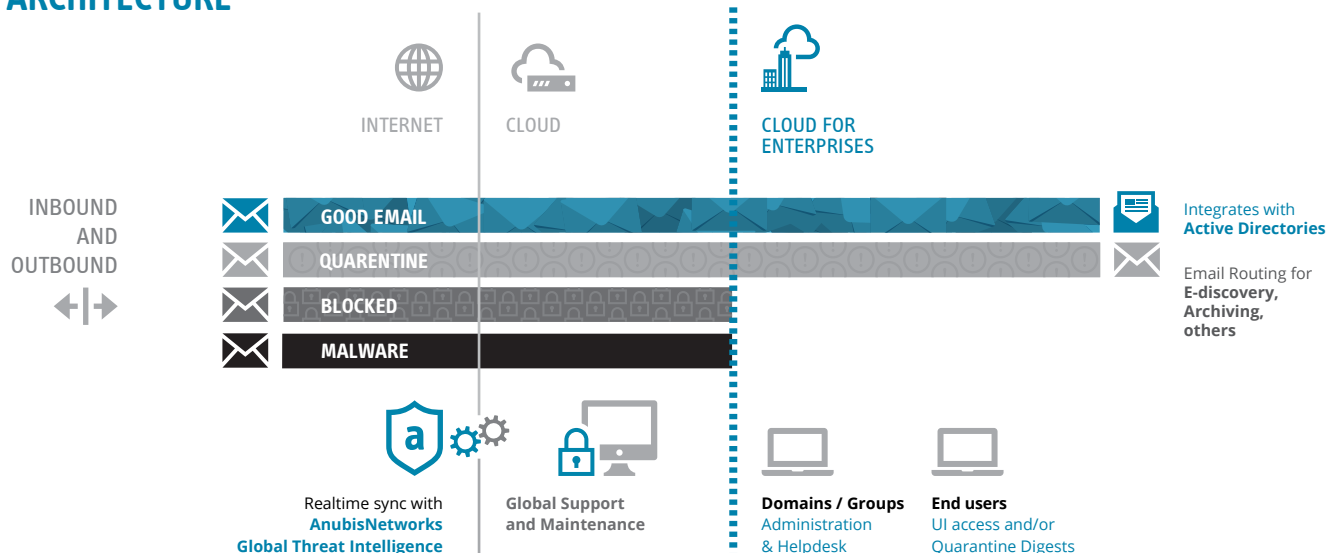 ARCHITECTURE
INTERNET
CLOUD
CLOUD FOR
ENTERPRISES
INBOUND
AND
OUTBOUND
GOOD EMAIL
QUARENTINE
BLOCKED
MALWARE
Integrates with
Active Directories
Email Routing for
E-discovery,
Archiving,
others
a
Realtime sync with
AnubisNetworks
Global Threat Intelligence
Global Support
and Maintenance
Domains / Groups
Administration
& Helpdesk
End users
UI access and/or
Quarantine Digests